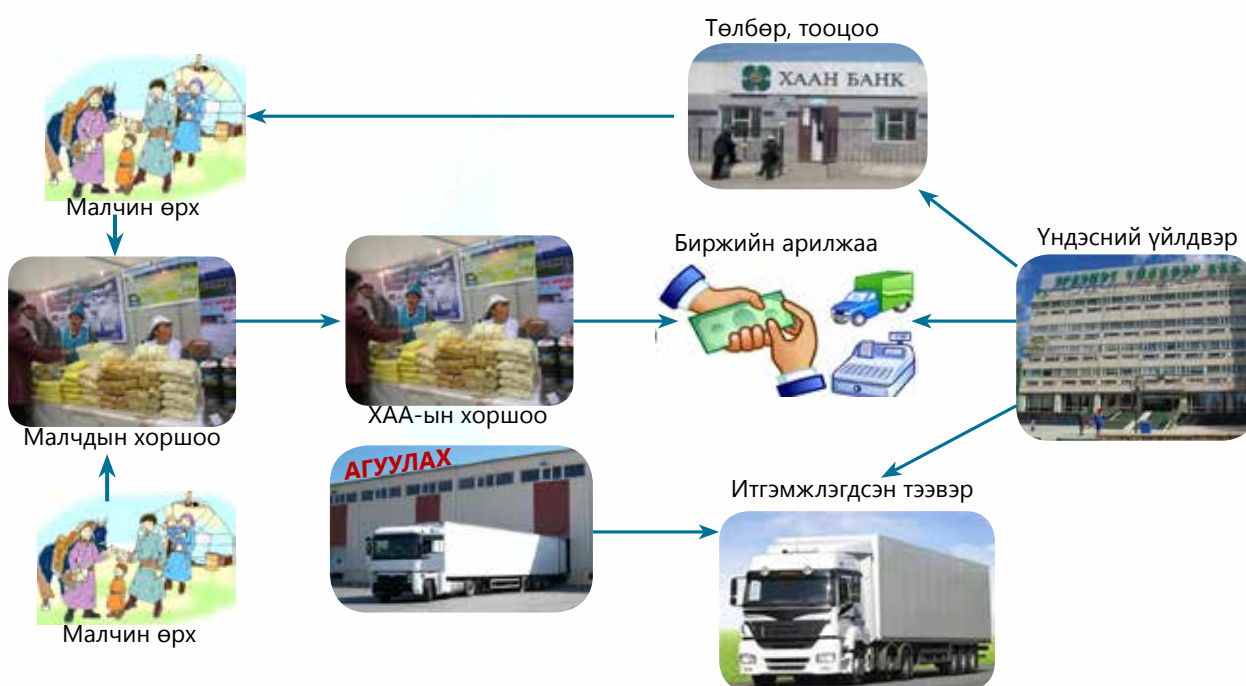 Төлбөр, тооцоо
ХААН БАНК
Малчин өрх
Биржийн арилжаа
Үндэсний үйлдвэр
Малчдын хоршоо
ХАА-ын хоршоо
АГУУЛАХ
Итгэмжлэгдсэн тээвэр
Малчин өрх